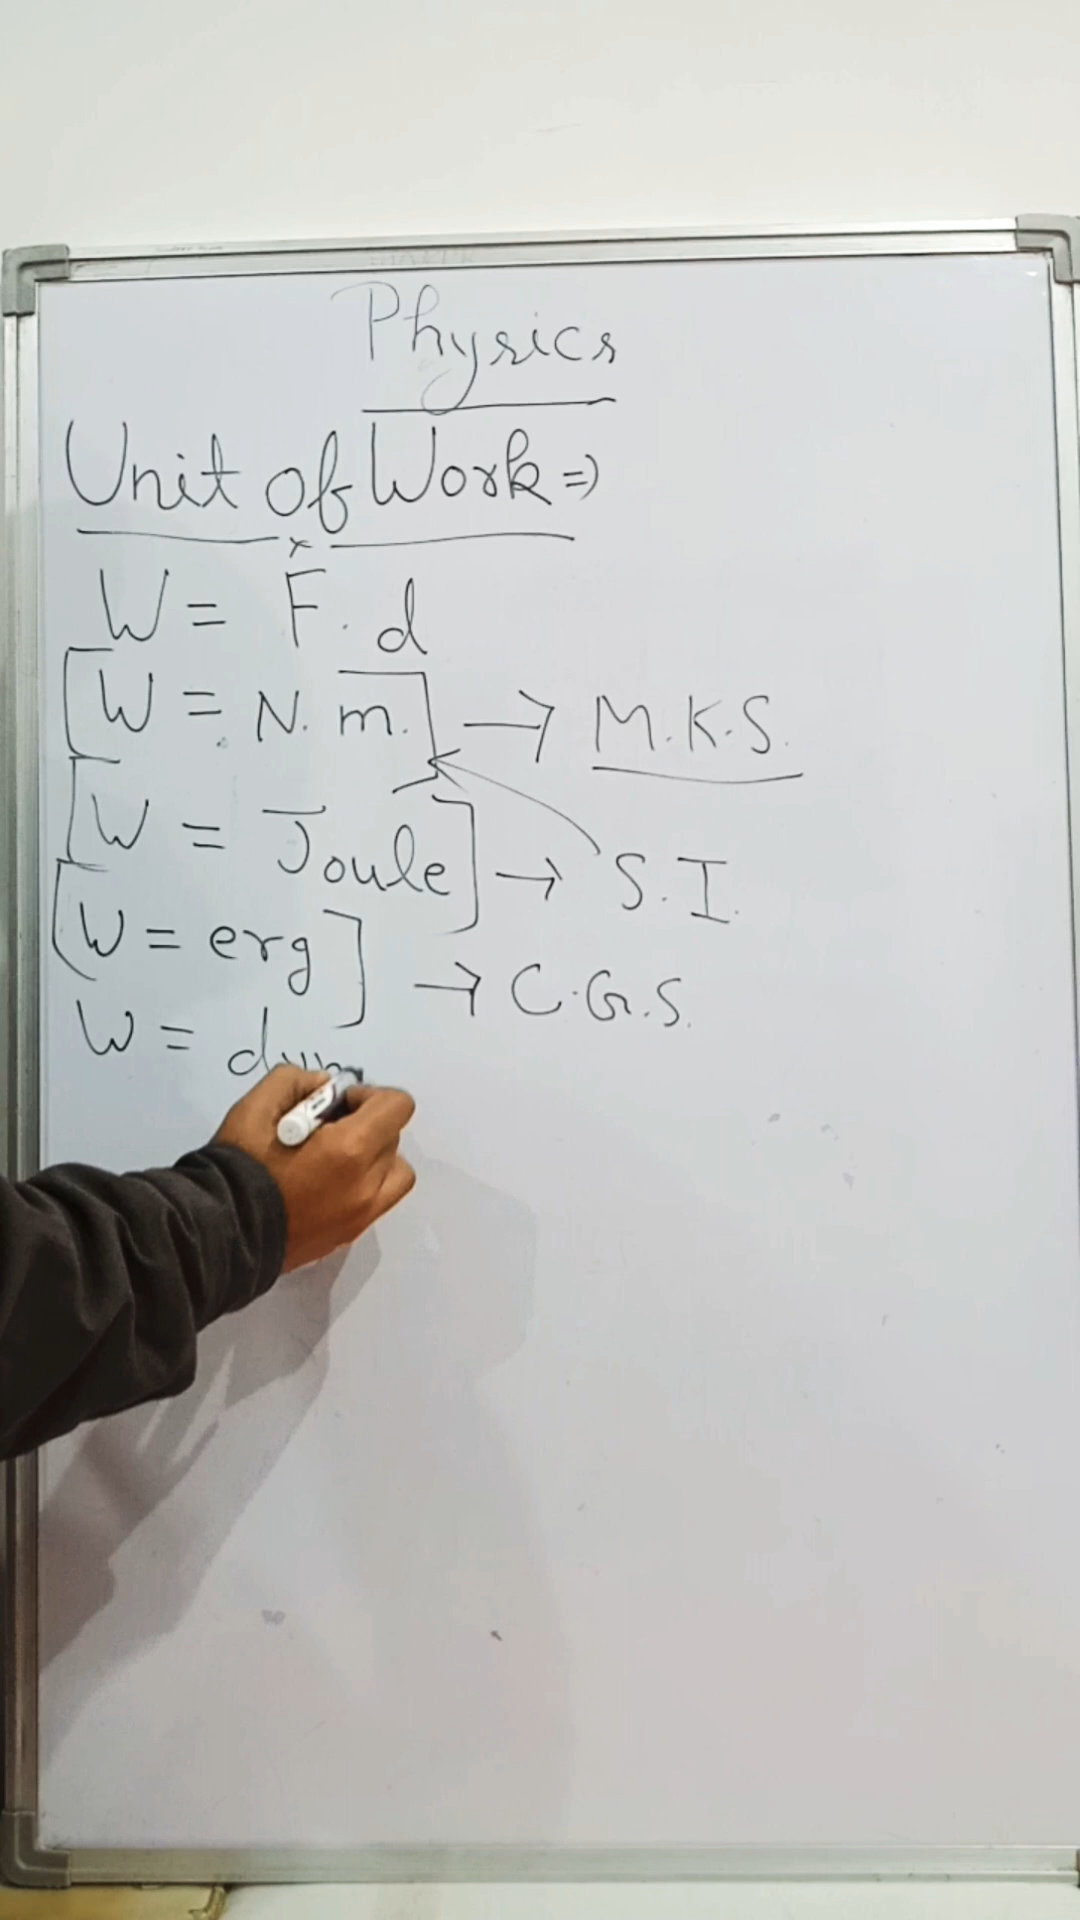 Physics
Unit of Work =>
W = F. d
[W = N. m.] → M.K.S.
[W = Joule] → S.I.
[W = erg] → C.G.S.
W =